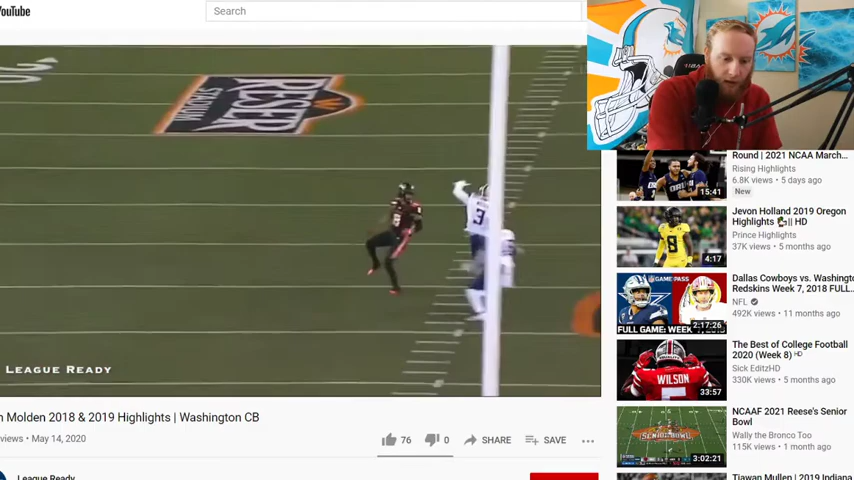 YouTube
Search
RESER
STADIUM
3
LEAGUE READY
n Molden 2018 & 2019 Highlights | Washington CB
views • May 14, 2020
76
0
SHARE
SAVE
League Ready
Round | 2021 NCAA March...
Rising Highlights
6.8K views • 5 days ago
New
15:41
Jevon Holland 2019 Oregon
Highlights || HD
Prince Highlights
37K views • 5 months ago
8
4:17
Dallas Cowboys vs. Washingto
Redskins Week 7, 2018 FULL
NFL
492K views • 11 months ago
GAME PASS
FULL GAME: WEEK
2:17:26
The Best of College Football
2020 (Week 8) HD
Sick EditzHD
330K views • 5 months ago
WILSON
33:57
NCAAF 2021 Reese's Senior
Bowl
Wally the Bronco Too
115K views • 1 month ago
SENIOR BOWL
3:02:21
Tiawan Mullen | 2019 Indiana